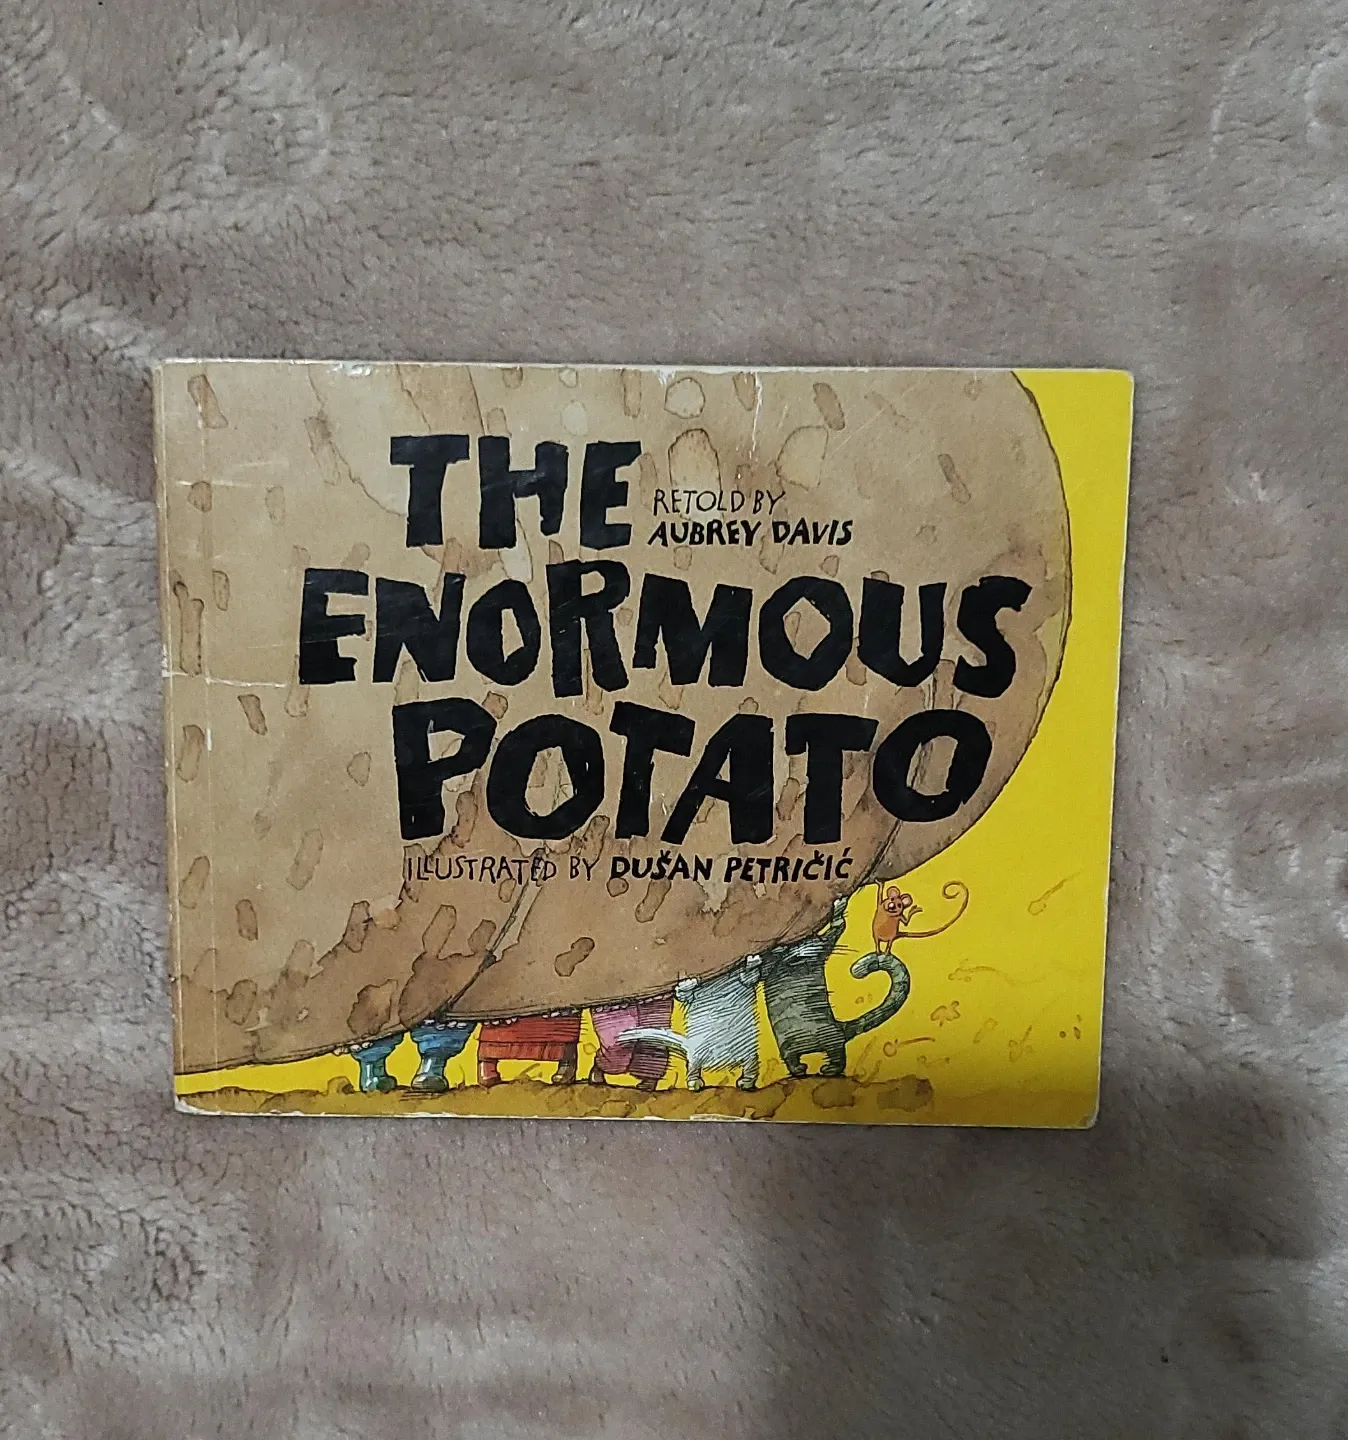 THE
RETOLD BY
AUBREY DAVIS
ENORMOUS
POTATO
ILLUSTRATED BY DUŠAN PETRIČIĆ